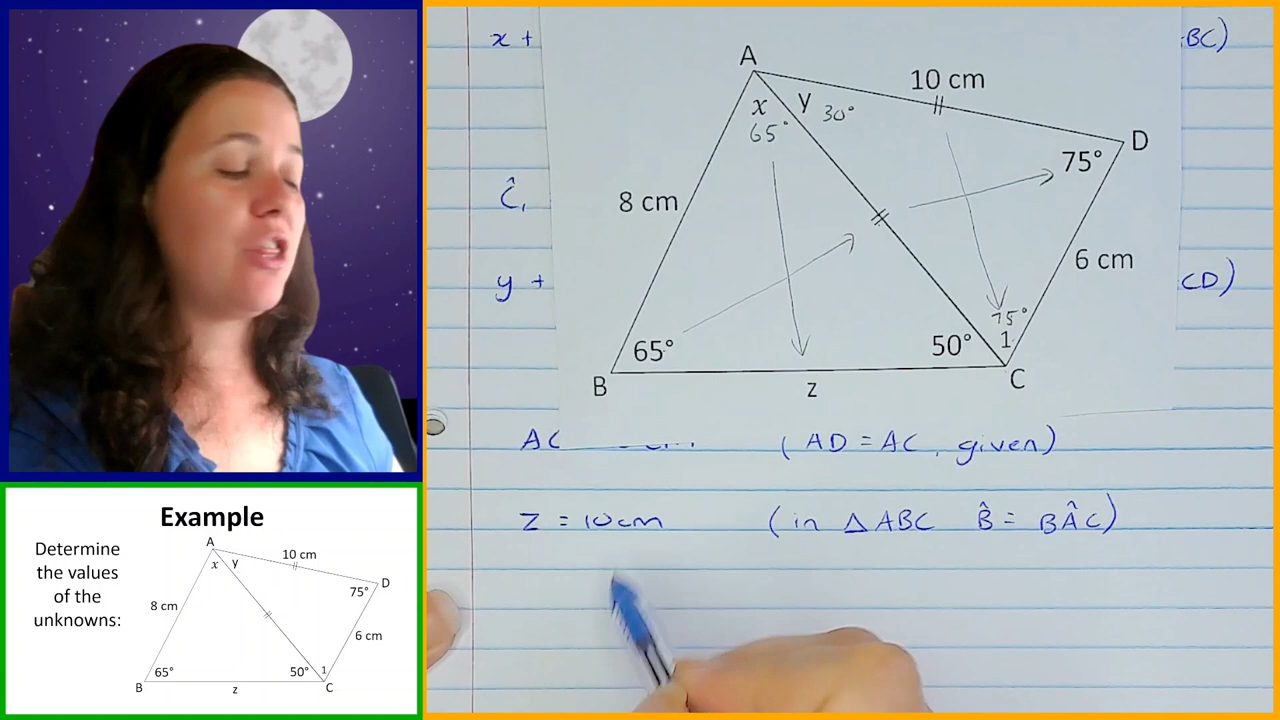 x + BC)
A
10 cm
x y 30°
65°
D
75°
8 cm
Ĉ₁
6 cm
y + CD)
75°
65° 50° 1
B z C
AC (AD = AC, given)
z = 10cm (in △ABC B̂ = BÂC)
Example
Determine
the values
of the
unknowns:
A
10 cm
x y
D
75°
8 cm
6 cm
65° 50° 1
B z C